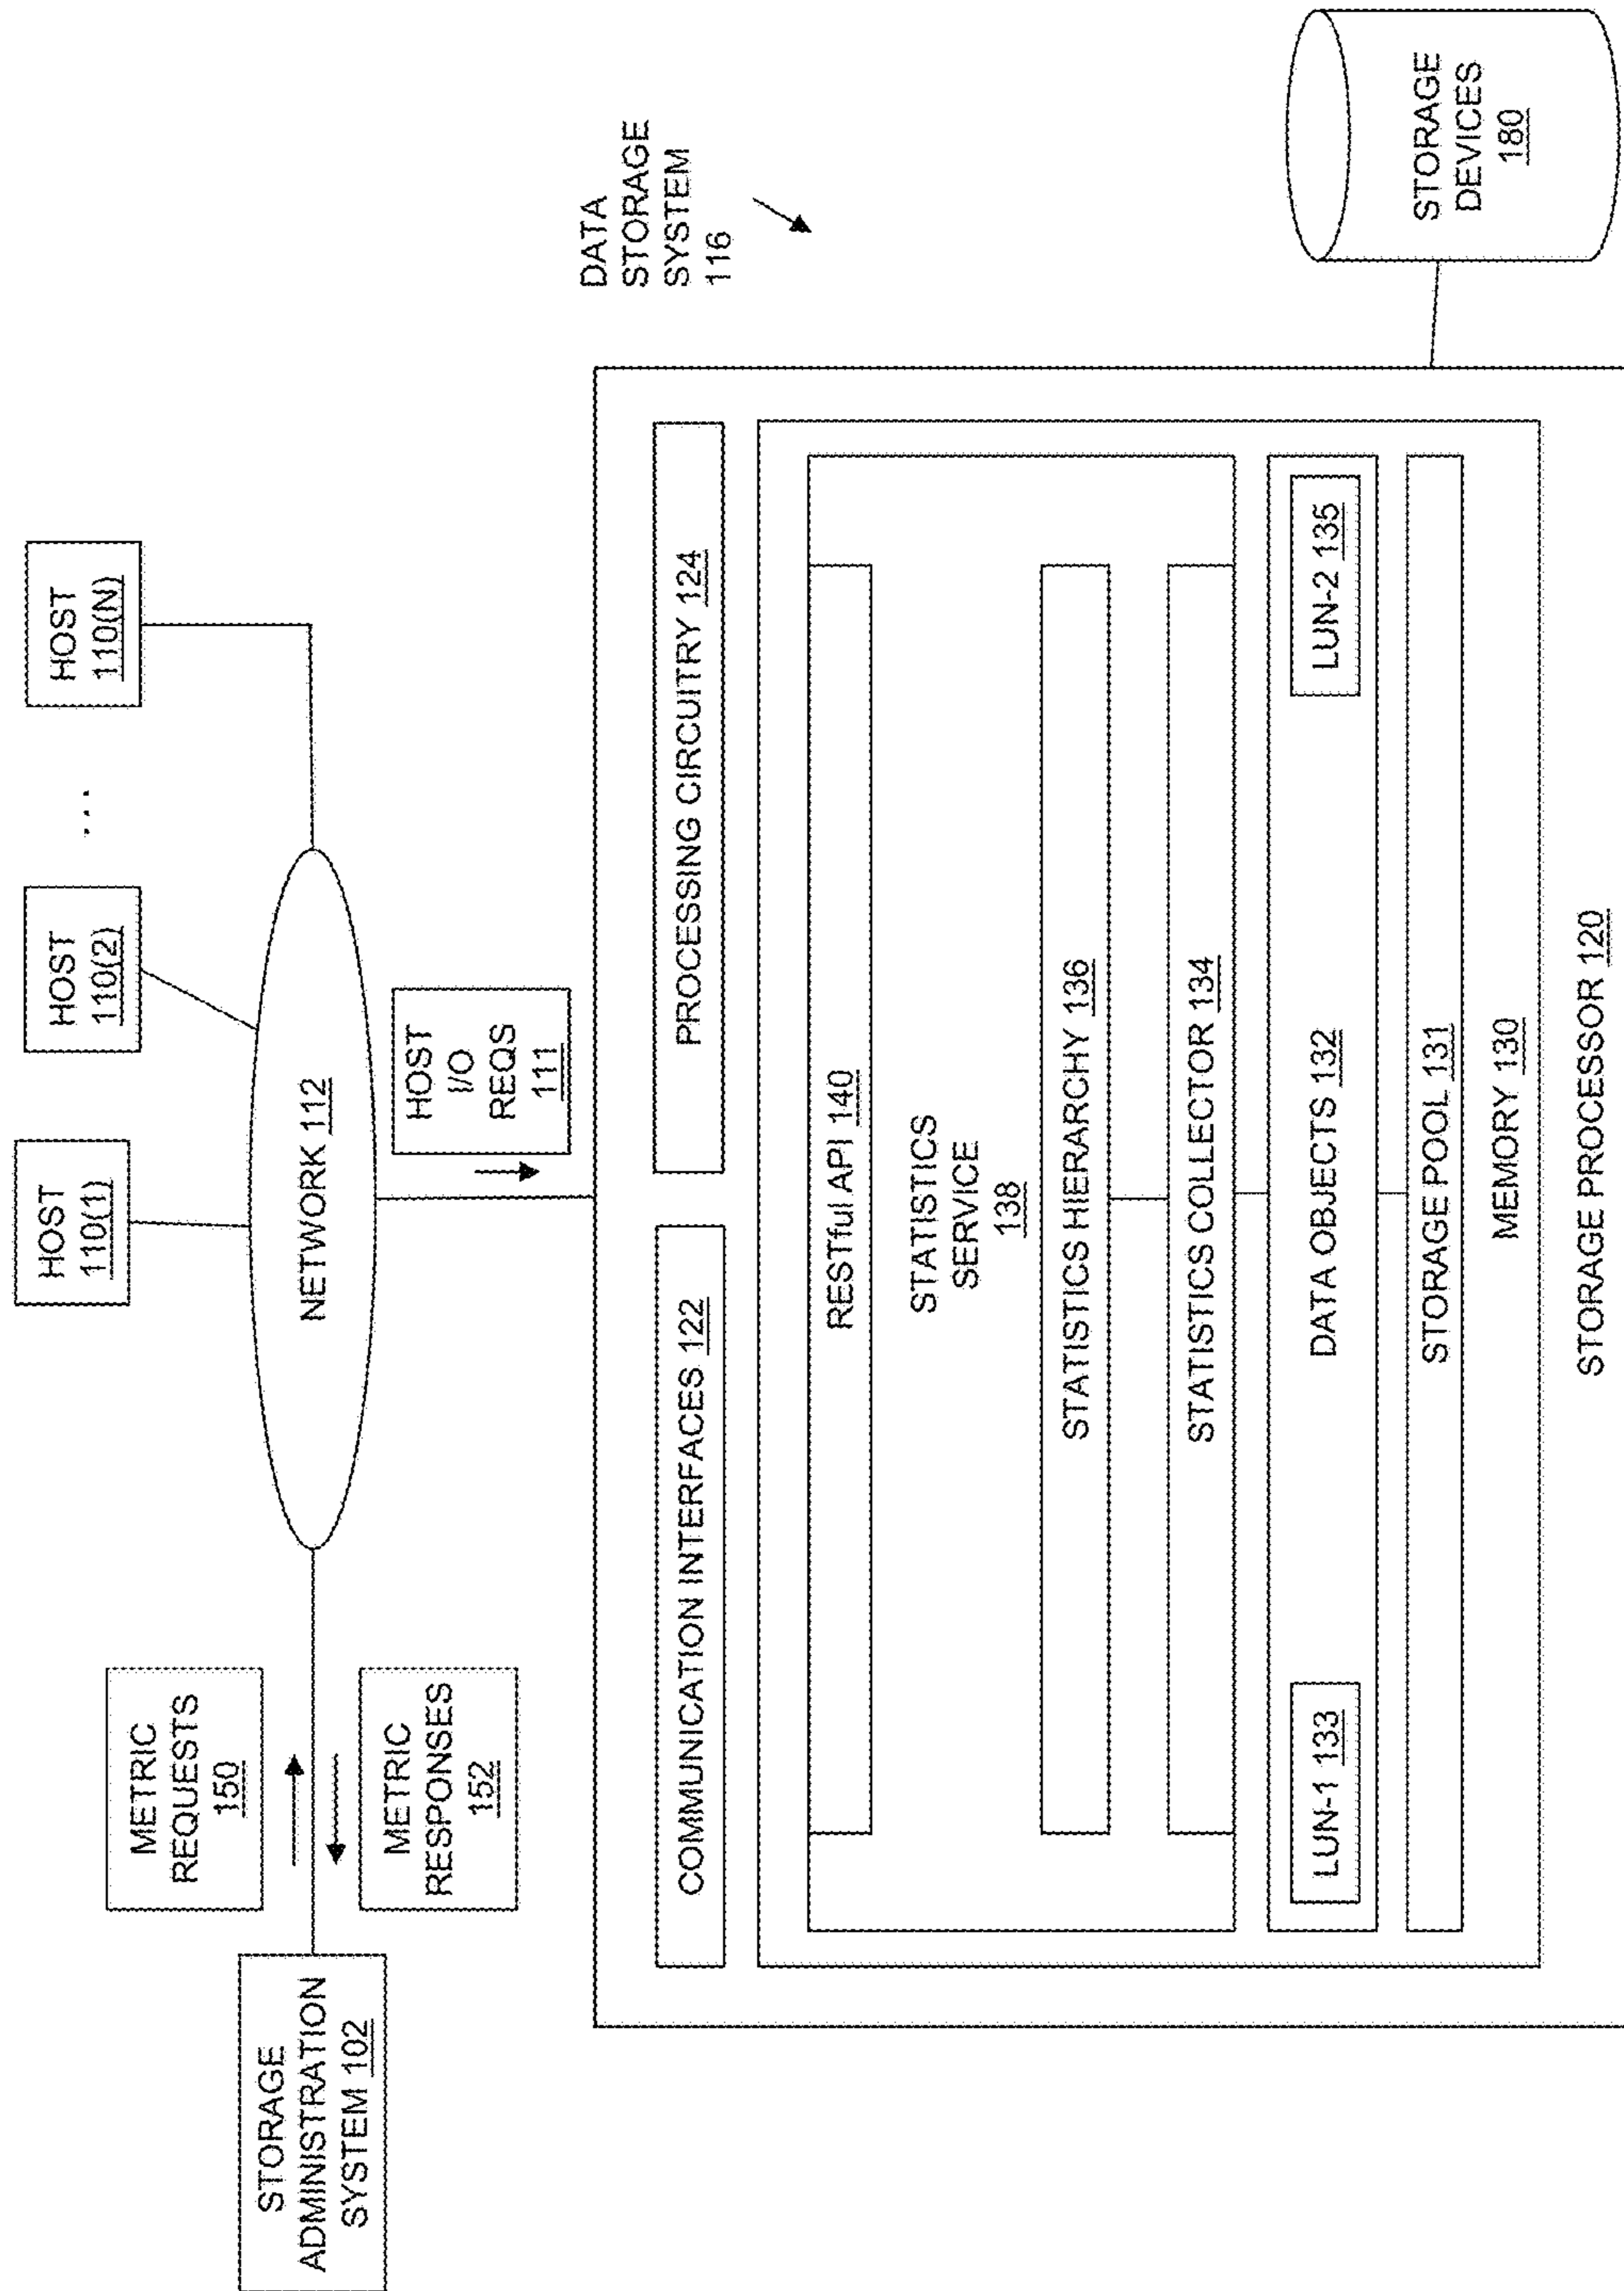 HOST
110(1)
HOST
110(2)
...
HOST
110(N)
METRIC
REQUESTS
150
STORAGE
ADMINISTRATION
SYSTEM 102
NETWORK 112
METRIC
RESPONSES
152
HOST
I/O
REQS
111
DATA
STORAGE
SYSTEM
116
COMMUNICATION INTERFACES 122
PROCESSING CIRCUITRY 124
RESTful API 140
STATISTICS
SERVICE
138
STATISTICS HIERARCHY 136
STATISTICS COLLECTOR 134
LUN-1 133
DATA OBJECTS 132
LUN-2 135
STORAGE POOL 131
MEMORY 130
STORAGE PROCESSOR 120
STORAGE
DEVICES
180